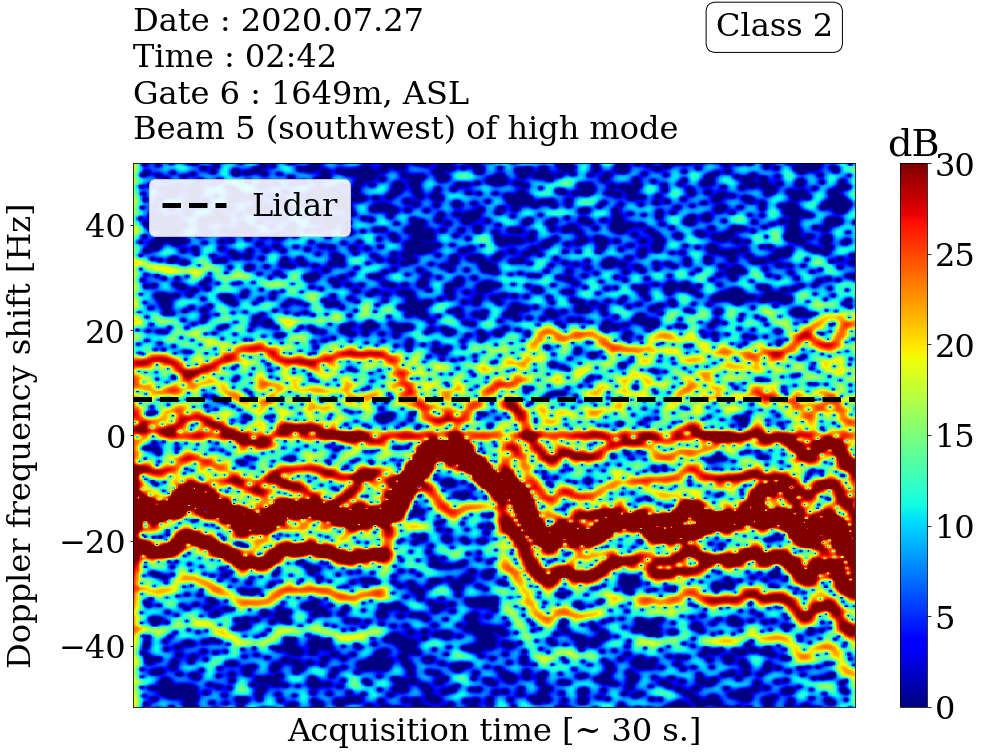 Date : 2020.07.27
Time : 02:42
Gate 6 : 1649m, ASL
Beam 5 (southwest) of high mode
Class 2
dB
Lidar
Doppler frequency shift [Hz]
40
20
0
−20
−40
Acquisition time [~ 30 s.]
30
25
20
15
10
5
0